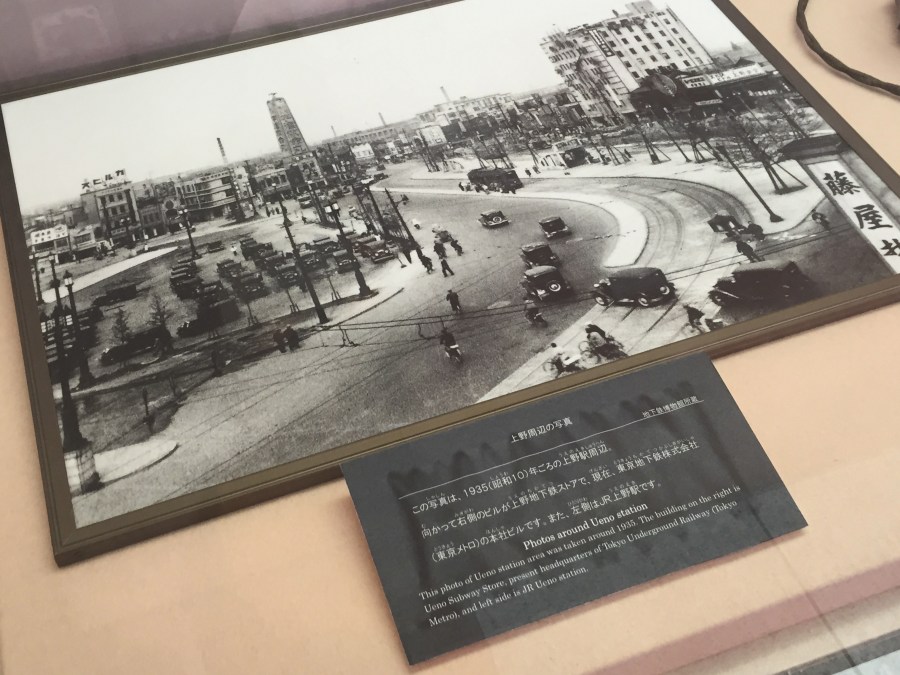 大ヒルカ
藤屋
上野周辺の写真
地下鉄博物館所蔵
この写真は、1935(昭和10)年ごろの上野駅周辺。
向かって右側のビルが上野地下鉄ストアで、現在、東京地下鉄株式会社
(東京メトロ)の本社ビルです。また、左側はJR上野駅です。
Photos around Ueno station
This photo of Ueno station area was taken around 1935. The building on the right is
Ueno Subway Store, present headquarters of Tokyo Underground Railway (Tokyo
Metro), and left side is JR Ueno station.